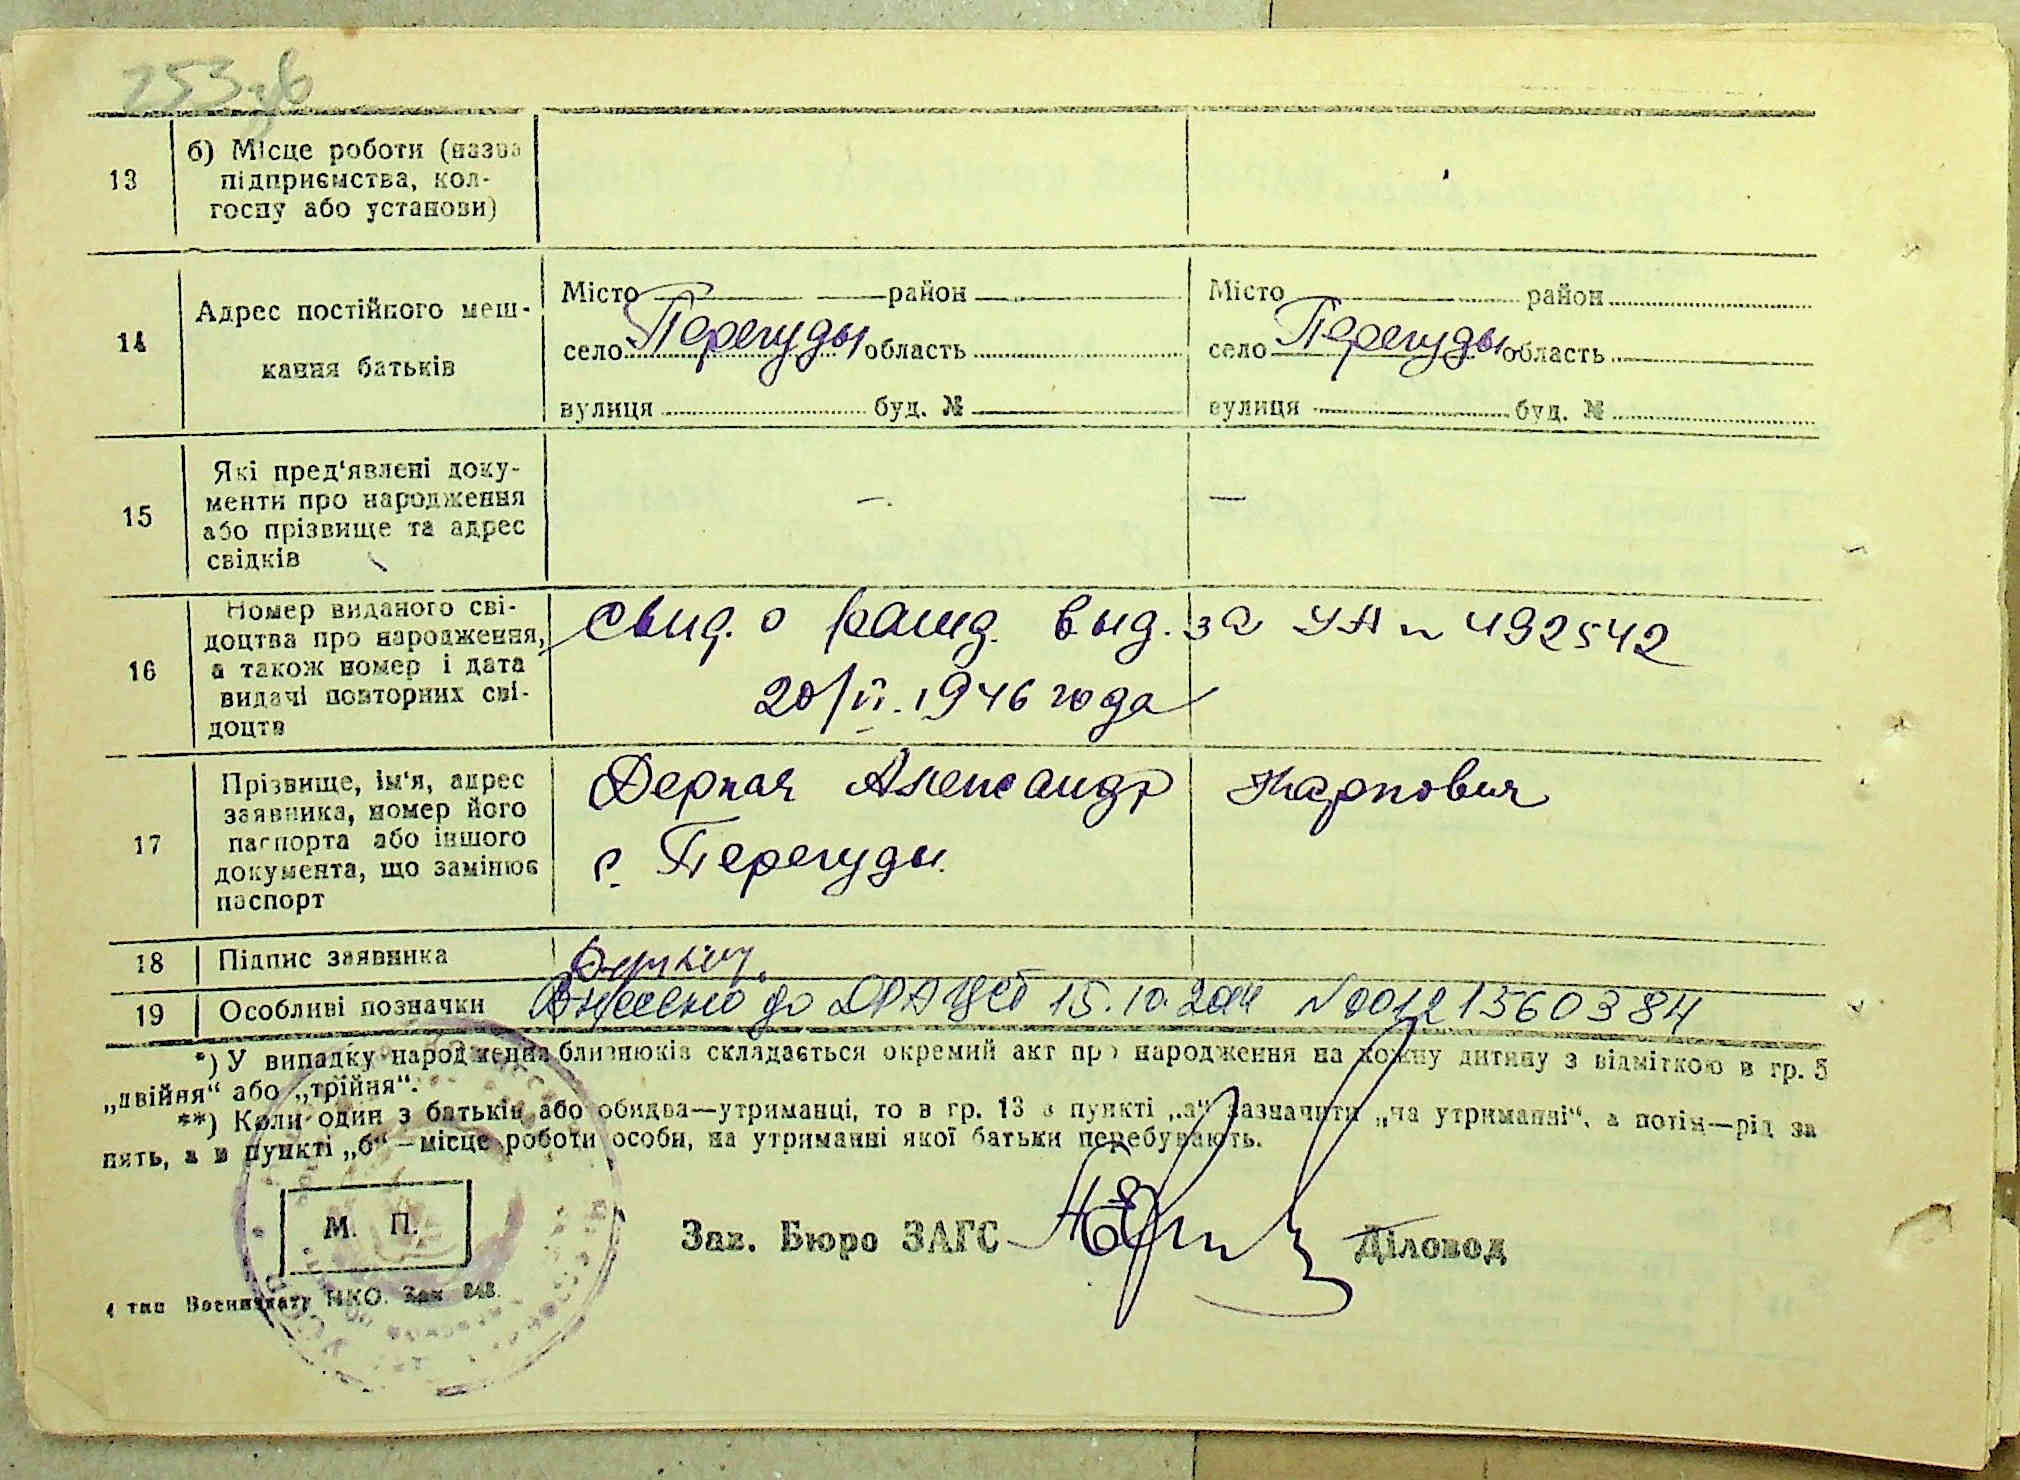 253 зв
13
б) Місце роботи (назва
підприємства, кол-
госпу або установи)
14
Адрес постійного меш-
кання батьків
Місто район
село Перегуды область
вулиця буд. №
Місто район
село Перегуды область
вулиця буд. №
15
Які пред'явлені доку-
менти про народження
або прізвище та адрес
свідків
— —
16
Номер виданого сві-
доцтва про народження,
а також номер і дата
видачі повторних сві-
доцтв
Свид. о рожд. выд. за УА № 492542
1946 года
17
Прізвище, ім'я, адрес
заявника, номер його
паспорта або іншого
документа, що замінює
паспорт
Деркач Александр Карпович
с. Перегуды
18 Підпис заявника
19 Особливі позначки Внесено до ДРАЦСГ 15.10.2014 №00121560384
*) У випадку народження близнюків складається окремий акт про народження на кожну дитину з відміткою в гр. 5
„двійня“ або „трійня“.
**) Коли один з батьків або обидва—утриманці, то в гр. 13 в пункті „а“ зазначити „на утриманні“, а потім—рід за
нять, а в пункті „б“—місце роботи особи, на утриманні якої батьки перебувають.
М. П.
Зав. Бюро ЗАГС Діловод
4 тип Воениздату НКО. Зак 848.